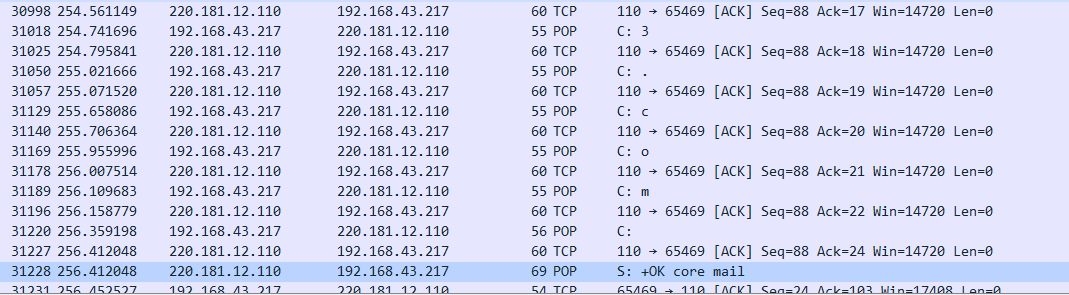 30998 254.561149 220.181.12.110 192.168.43.217 60 TCP 110 → 65469 [ACK] Seq=88 Ack=17 Win=14720 Len=0
31018 254.741696 192.168.43.217 220.181.12.110 55 POP C: 3
31025 254.795841 220.181.12.110 192.168.43.217 60 TCP 110 → 65469 [ACK] Seq=88 Ack=18 Win=14720 Len=0
31050 255.021666 192.168.43.217 220.181.12.110 55 POP C: .
31057 255.071520 220.181.12.110 192.168.43.217 60 TCP 110 → 65469 [ACK] Seq=88 Ack=19 Win=14720 Len=0
31129 255.658086 192.168.43.217 220.181.12.110 55 POP C: c
31140 255.706364 220.181.12.110 192.168.43.217 60 TCP 110 → 65469 [ACK] Seq=88 Ack=20 Win=14720 Len=0
31169 255.955996 192.168.43.217 220.181.12.110 55 POP C: o
31178 256.007514 220.181.12.110 192.168.43.217 60 TCP 110 → 65469 [ACK] Seq=88 Ack=21 Win=14720 Len=0
31189 256.109683 192.168.43.217 220.181.12.110 55 POP C: m
31196 256.158779 220.181.12.110 192.168.43.217 60 TCP 110 → 65469 [ACK] Seq=88 Ack=22 Win=14720 Len=0
31220 256.359198 192.168.43.217 220.181.12.110 56 POP C:
31227 256.412048 220.181.12.110 192.168.43.217 60 TCP 110 → 65469 [ACK] Seq=88 Ack=24 Win=14720 Len=0
31228 256.412048 220.181.12.110 192.168.43.217 69 POP S: +OK core mail
31231 256.452527 192.168.43.217 220.181.12.110 54 TCP 65469 → 110 [ACK] Seq=24 Ack=103 Win=17408 Len=0